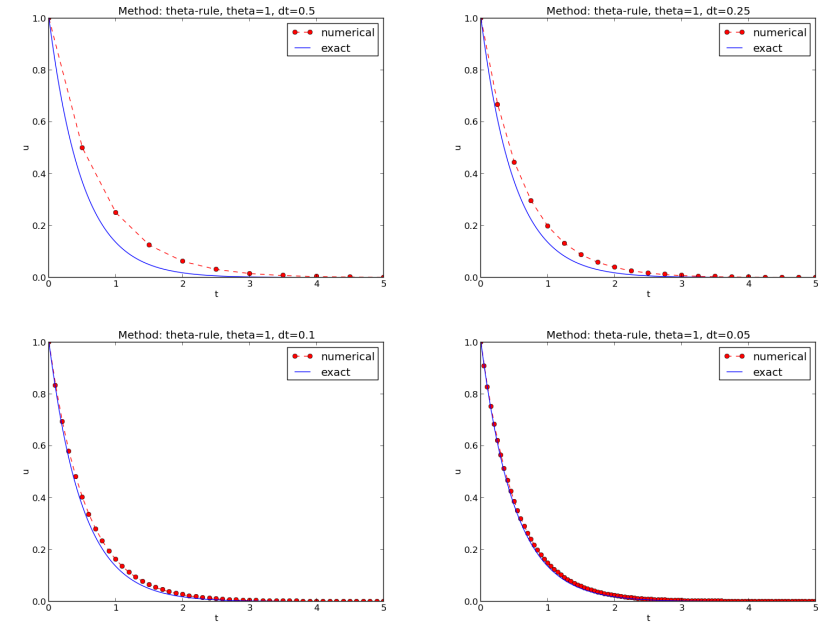 Method: theta-rule, theta=1, dt=0.5
1.0
0.8
0.6
0.4
0.2
0.0
u
numerical
exact
0
1
2
3
4
5
t
Method: theta-rule, theta=1, dt=0.25
1.0
0.8
0.6
0.4
0.2
0.0
u
numerical
exact
0
1
2
3
4
5
t
Method: theta-rule, theta=1, dt=0.1
1.0
0.8
0.6
0.4
0.2
0.0
u
numerical
exact
0
1
2
3
4
5
t
Method: theta-rule, theta=1, dt=0.05
1.0
0.8
0.6
0.4
0.2
0.0
u
numerical
exact
0
1
2
3
4
5
t